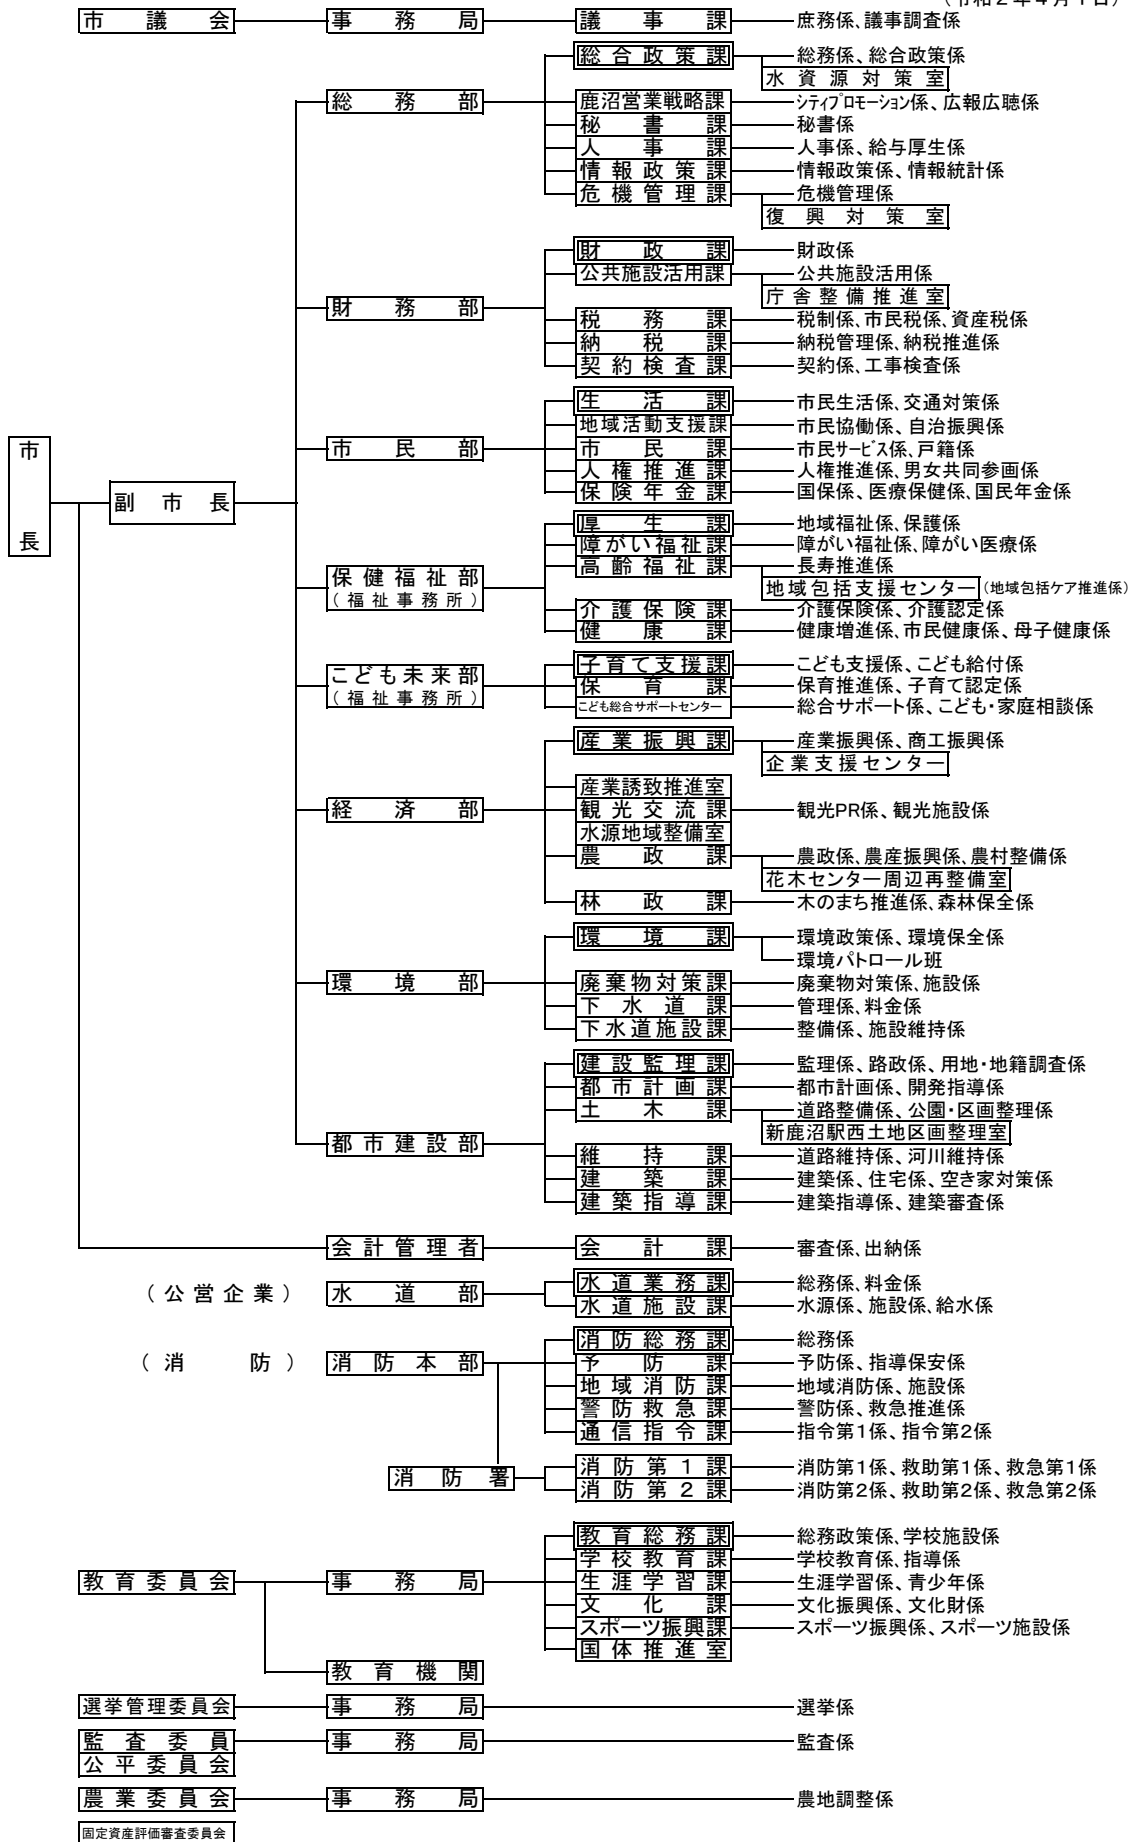 （令和２年４月１日）
市議会 事務局 議事課 庶務係、議事調査係
総合政策課 総務係、総合政策係
水資源対策室
総務部 鹿沼営業戦略課 シティプロモーション係、広報広聴係
秘書課 秘書係
人事課 人事係、給与厚生係
情報政策課 情報政策係、情報統計係
危機管理課 危機管理係
復興対策室
財政課 財政係
公共施設活用課 公共施設活用係
庁舎整備推進室
財務部
税務課 税制係、市民税係、資産税係
納税課 納税管理係、納税推進係
契約検査課 契約係、工事検査係
生活課 市民生活係、交通対策係
地域活動支援課 市民協働係、自治振興係
市民部 市民課 市民サービス係、戸籍係
人権推進課 人権推進係、男女共同参画係
保険年金課 国保係、医療保健係、国民年金係
市長 副市長
厚生課 地域福祉係、保護係
障がい福祉課 障がい福祉係、障がい医療係
高齢福祉課 長寿推進係
保健福祉部
（福祉事務所）
地域包括支援センター（地域包括ケア推進係）
介護保険課 介護保険係、介護認定係
健康課 健康増進係、市民健康係、母子健康係
子育て支援課 こども支援係、こども給付係
こども未来部
（福祉事務所）
保育課 保育推進係、子育て認定係
こども総合サポートセンター 総合サポート係、こども・家庭相談係
産業振興課 産業振興係、商工振興係
企業支援センター
産業誘致推進室
経済部 観光交流課 観光PR係、観光施設係
水源地域整備室
農政課 農政係、農産振興係、農村整備係
花木センター周辺再整備室
林政課 木のまち推進係、森林保全係
環境課 環境政策係、環境保全係
環境パトロール班
環境部 廃棄物対策課 廃棄物対策係、施設係
下水道課 管理係、料金係
下水道施設課 整備係、施設維持係
建設監理課 監理係、路政係、用地・地籍調査係
都市計画課 都市計画係、開発指導係
土木課 道路整備係、公園・区画整理係
新鹿沼駅西土地区画整理室
都市建設部
維持課 道路維持係、河川維持係
建築課 建築係、住宅係、空き家対策係
建築指導課 建築指導係、建築審査係
会計管理者 会計課 審査係、出納係
（公営企業） 水道部 水道業務課 総務係、料金係
水道施設課 水源係、施設係、給水係
消防総務課 総務係
（消防） 消防本部 予防課 予防係、指導保安係
地域消防課 地域消防係、施設係
警防救急課 警防係、救急推進係
通信指令課 指令第1係、指令第2係
消防署 消防第１課 消防第1係、救助第1係、救急第1係
消防第２課 消防第2係、救助第2係、救急第2係
教育総務課 総務政策係、学校施設係
学校教育課 学校教育係、指導係
教育委員会 事務局 生涯学習課 生涯学習係、青少年係
文化課 文化振興係、文化財係
スポーツ振興課 スポーツ振興係、スポーツ施設係
国体推進室
教育機関
選挙管理委員会 事務局 選挙係
監査委員 事務局 監査係
公平委員会
農業委員会 事務局 農地調整係
固定資産評価審査委員会